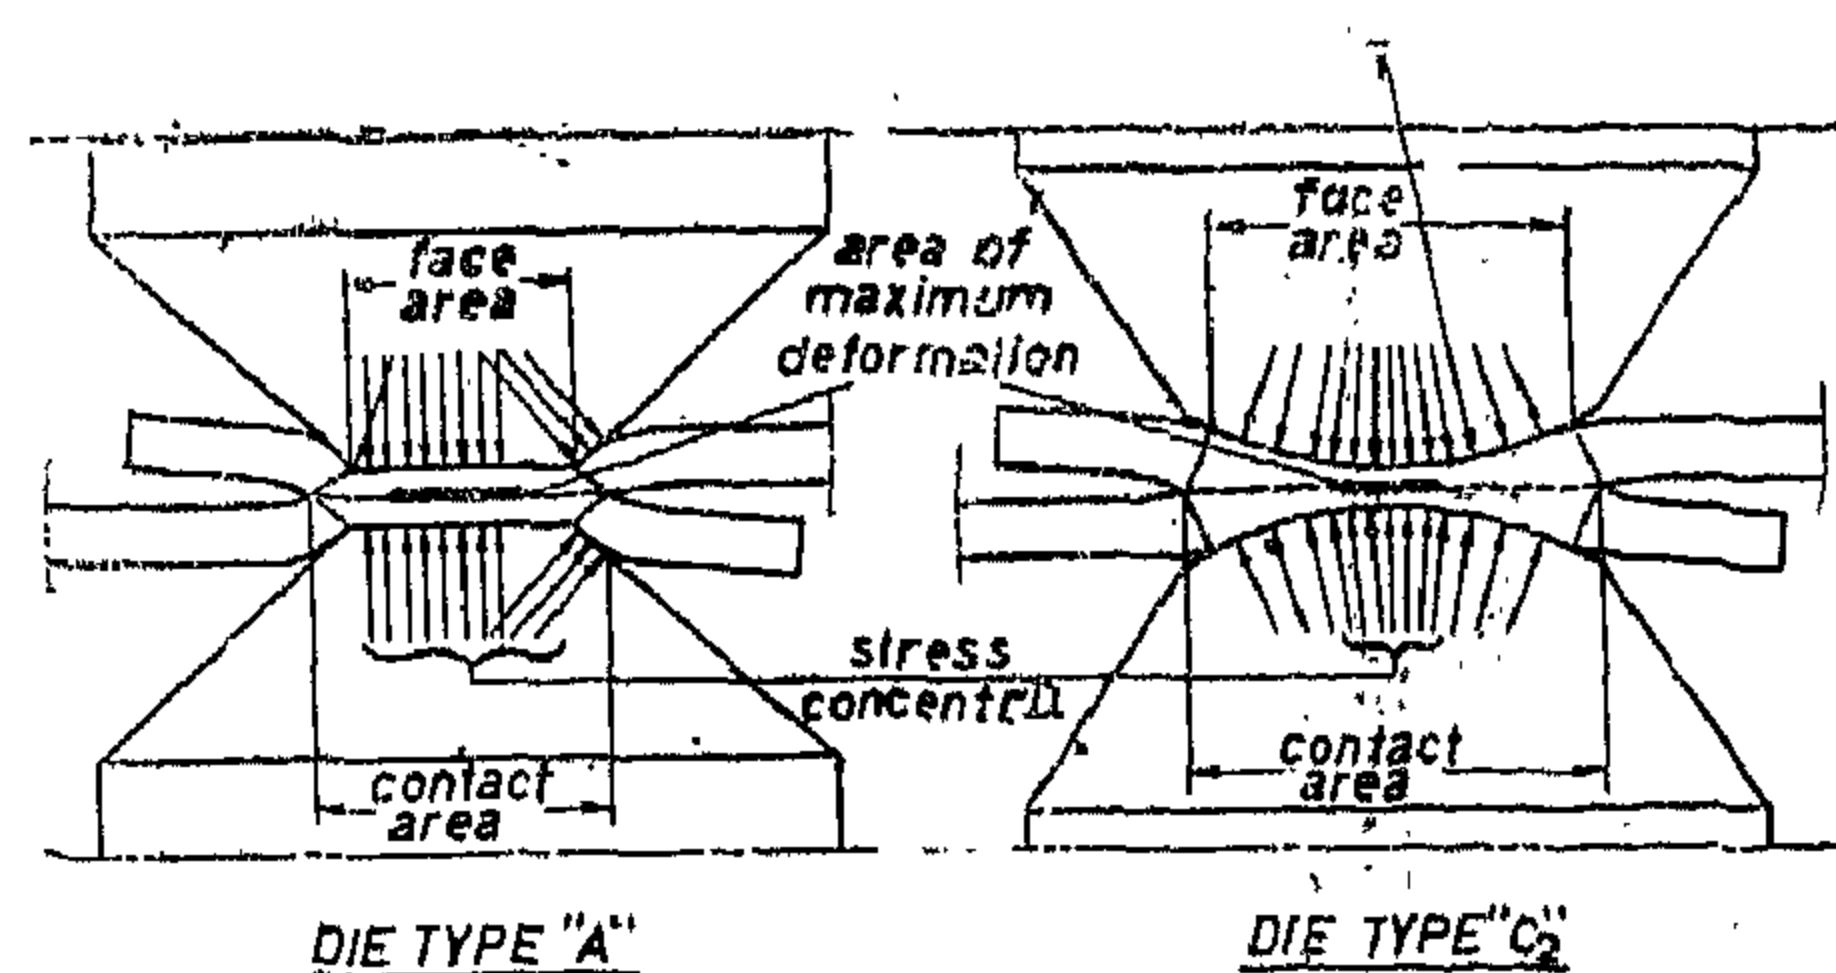 face
area
area of
maximum
deformation
face
area
stress
contact
area
contact
area
DIE TYPE "A"
DIE TYPE "C2"